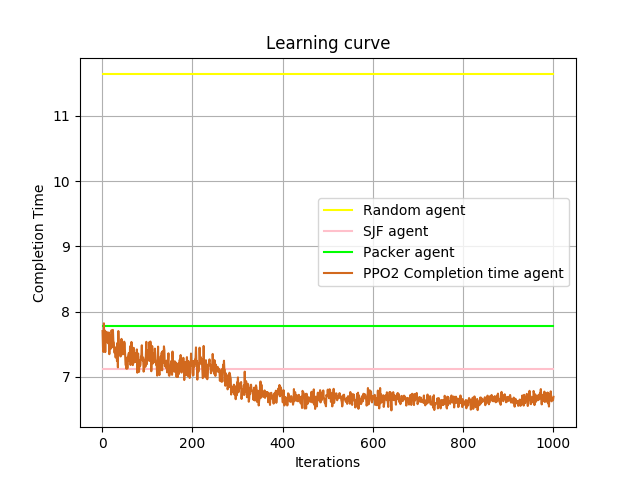 Learning curve
Completion Time
11
10
9
8
7
Random agent
SJF agent
Packer agent
PPO2 Completion time agent
0 200 400 600 800 1000
Iterations